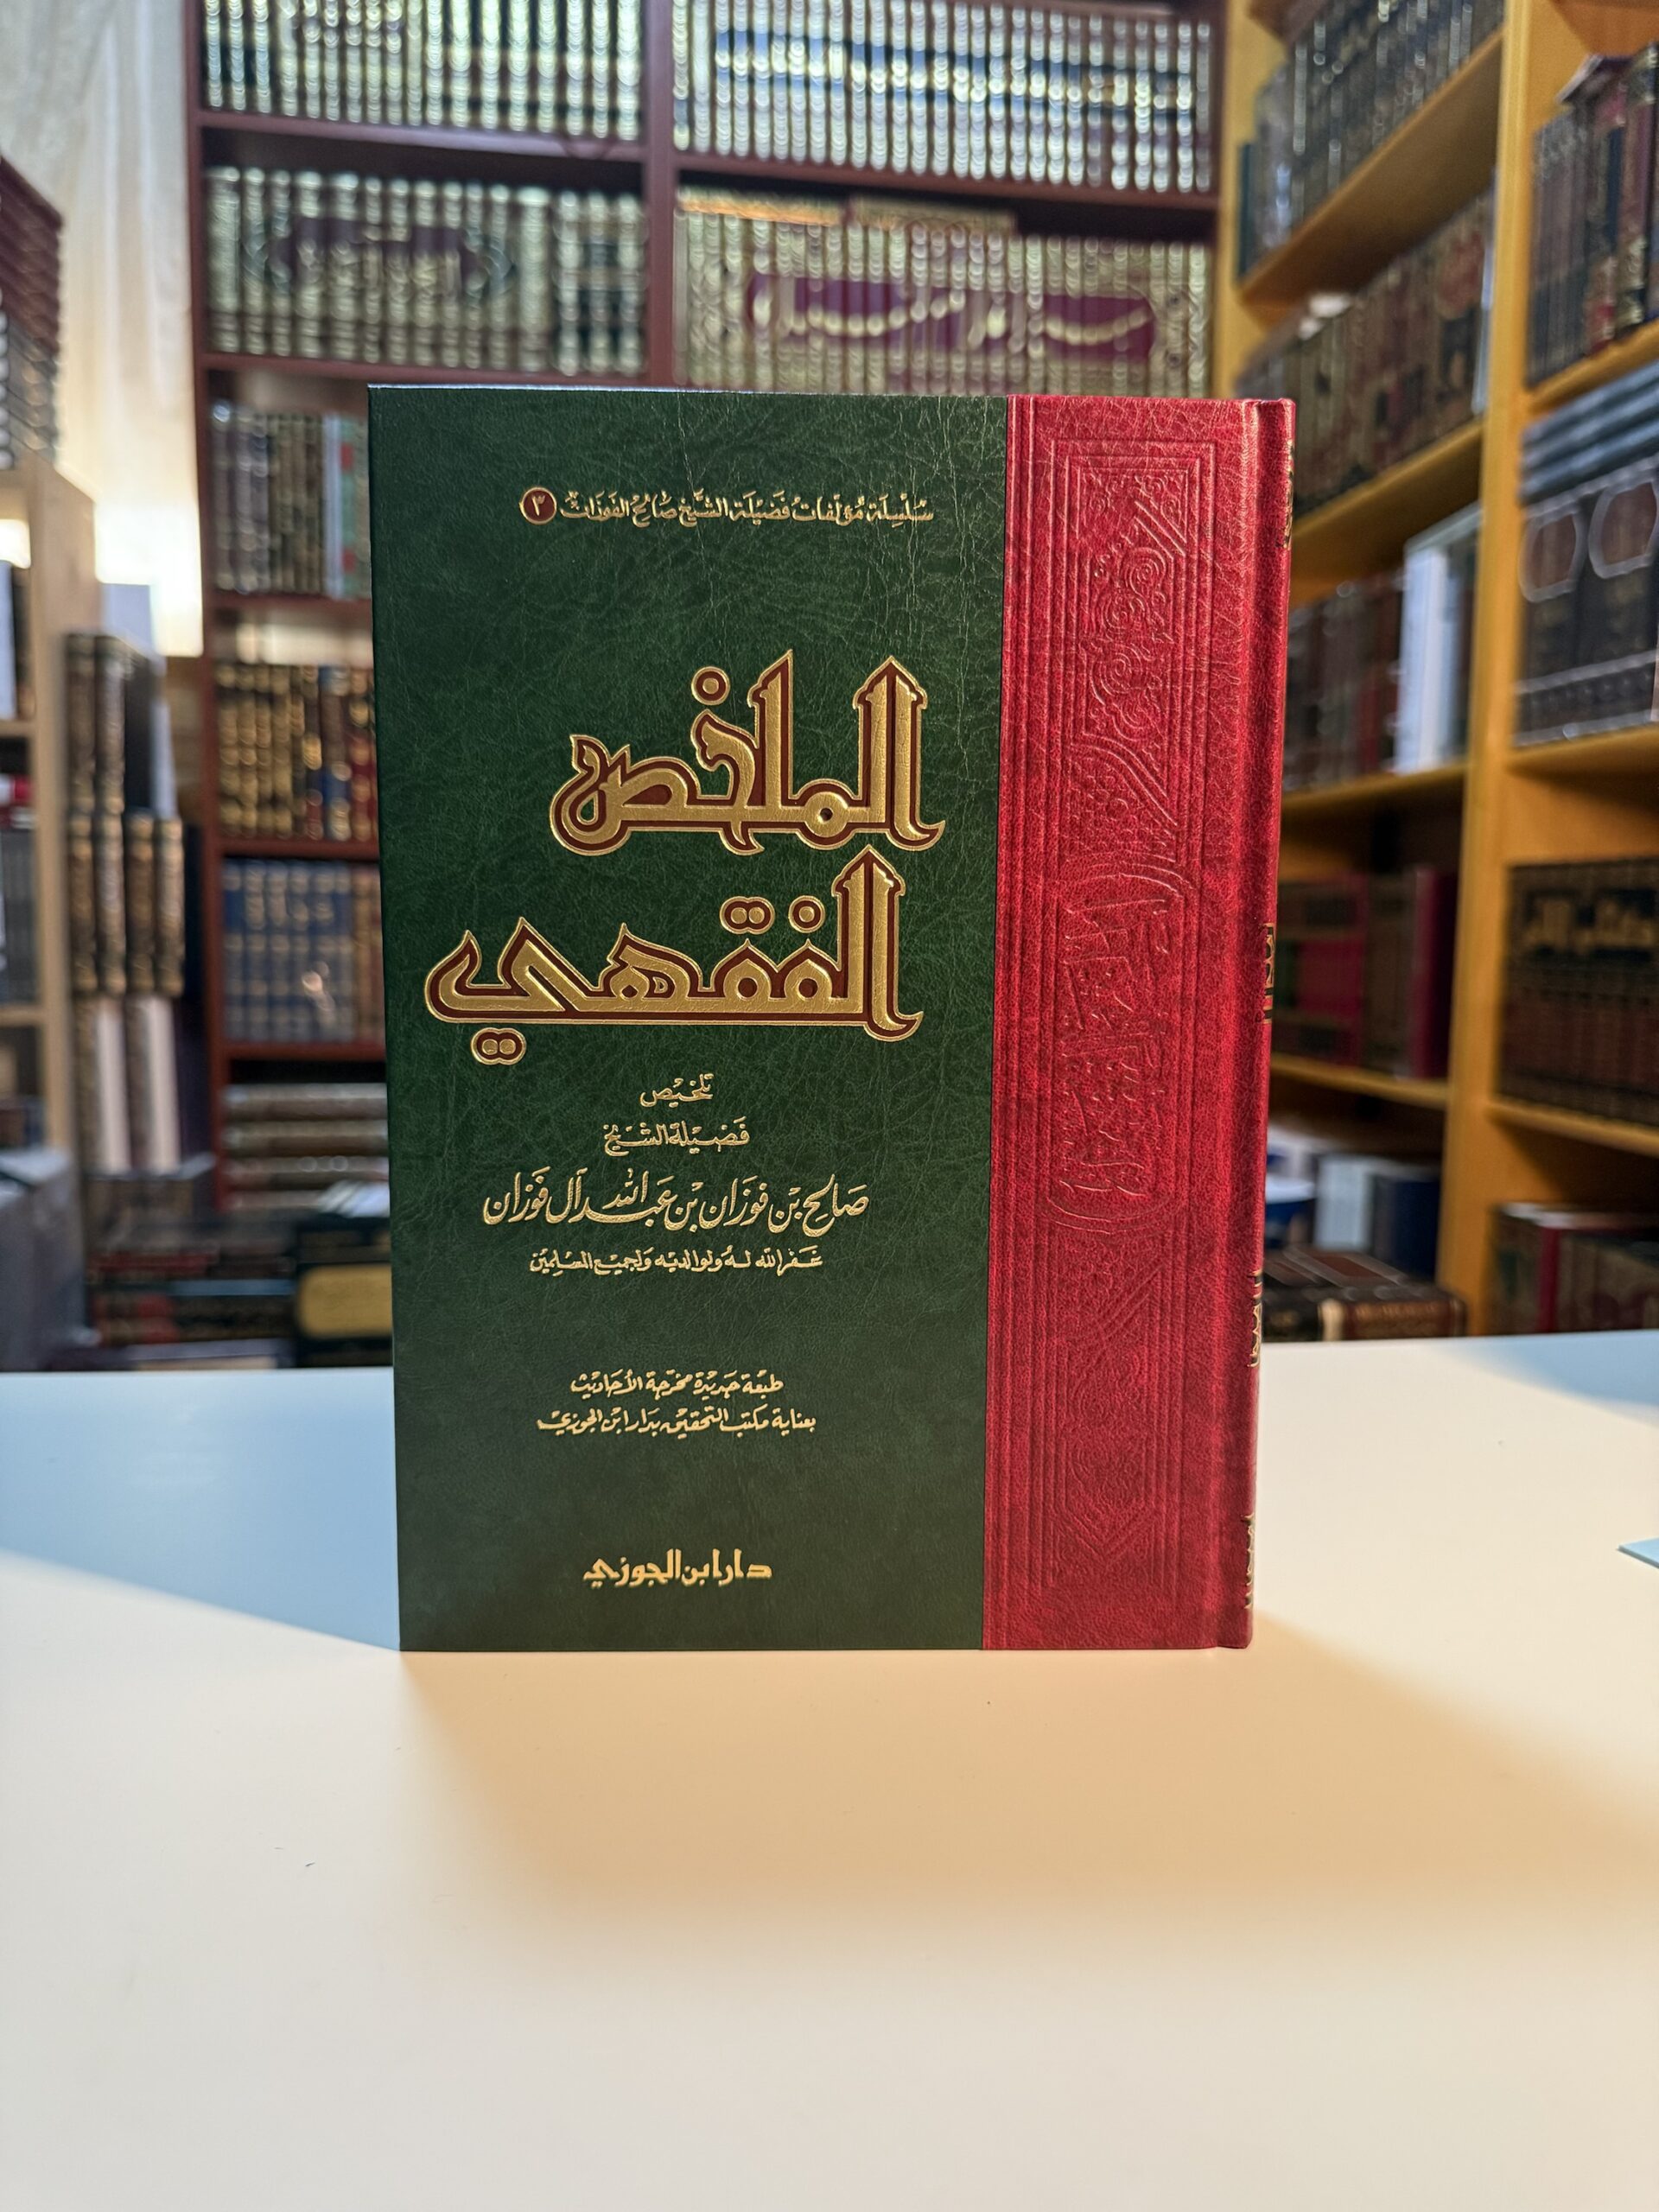 سلسلة مؤلفات فضيلة الشيخ صالح الفوزان ٣
الملخص
الفقهي
تلخيص
فضيلة الشيخ
صالح بن فوزان بن عبد الله آل فوزان
غفر الله له ولوالديه ولجميع المسلمين
طبعة جديدة مخرجة الأحاديث
بعناية مكتب التحقيق بدار ابن الجوزي
دار ابن الجوزي